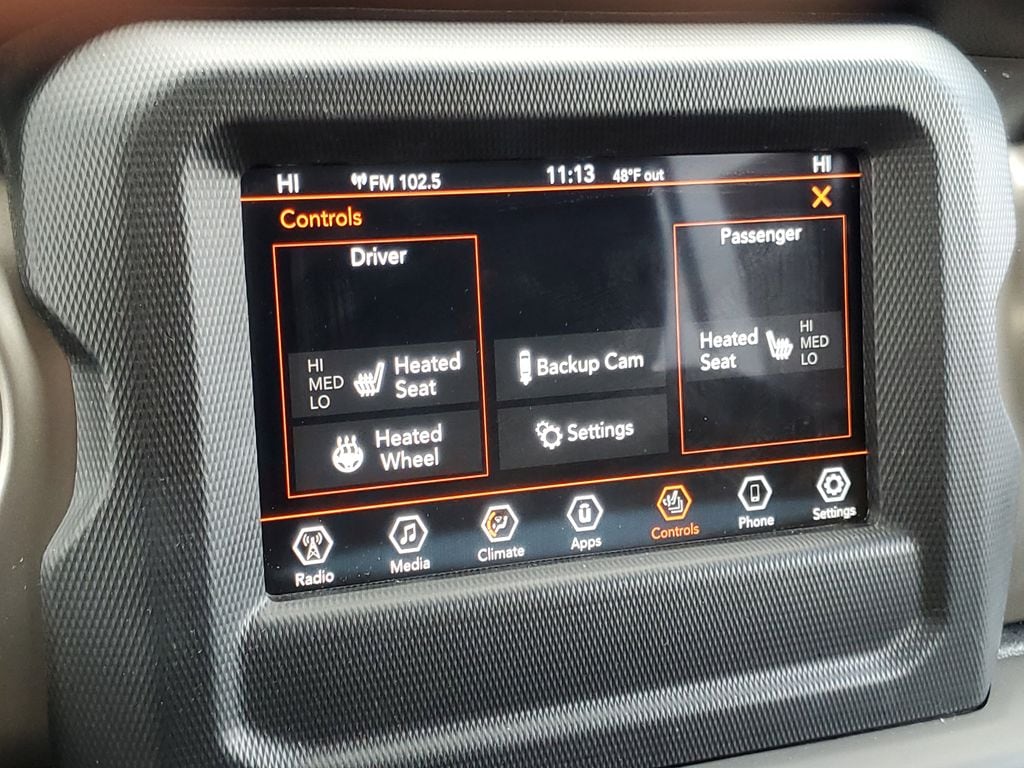 HI FM 102.5 11:13 48°F out HI
Controls X
Driver
HI
MED
LO
Heated
Seat
Heated
Wheel
Backup Cam
Settings
Passenger
Heated
Seat
HI
MED
LO
Radio Media Climate Apps Controls Phone Settings